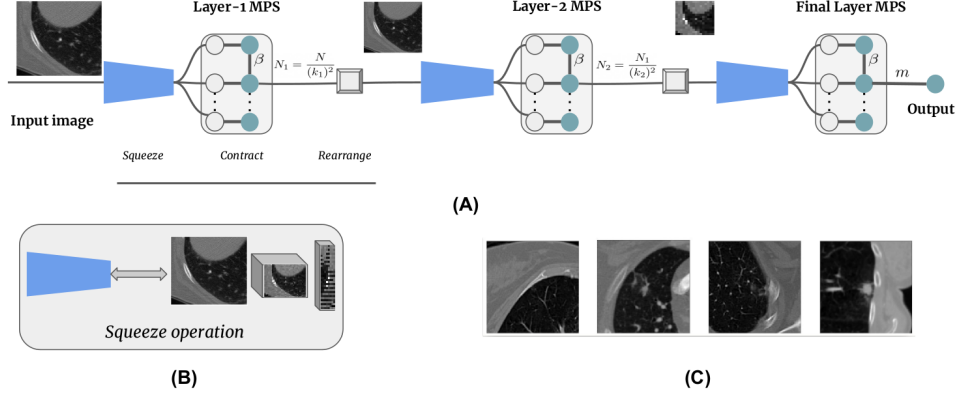 Layer-1 MPS
Layer-2 MPS
Final Layer MPS
β
N₁ = N/(k₁)²
β
N₂ = N₁/(k₂)²
β
m
Input image
Output
Squeeze
Contract
Rearrange
(A)
Squeeze operation
(B)
(C)